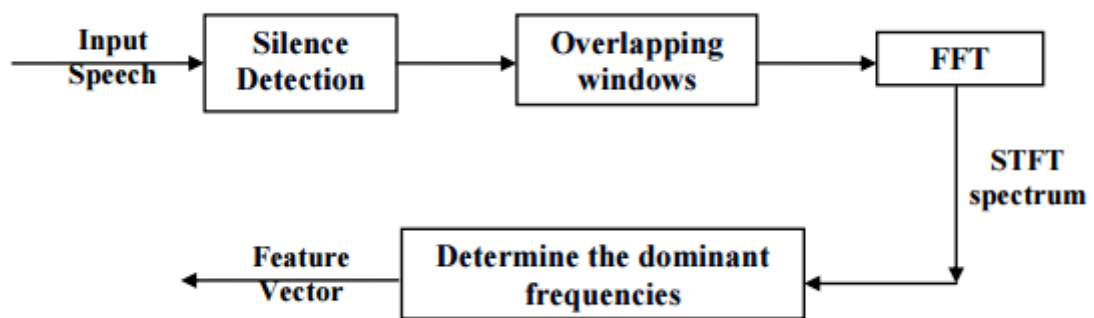 Input
Speech
Silence
Detection
Overlapping
windows
FFT
STFT
spectrum
Determine the dominant
frequencies
Feature
Vector